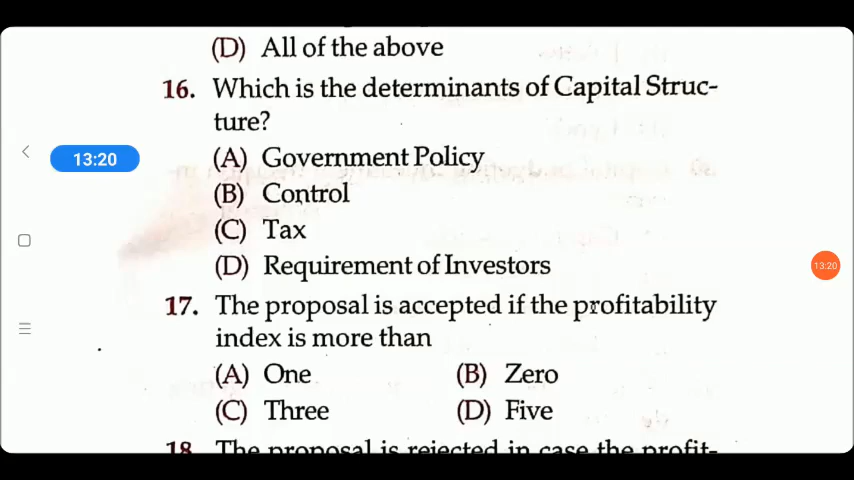 (D) All of the above
16. Which is the determinants of Capital Struc-
ture?
(A) Government Policy
13:20
(B) Control
(C) Tax
(D) Requirement of Investors
13:20
17. The proposal is accepted if the profitability
index is more than
(A) One (B) Zero
(C) Three (D) Five
18. The proposal is rejected in case the profit-